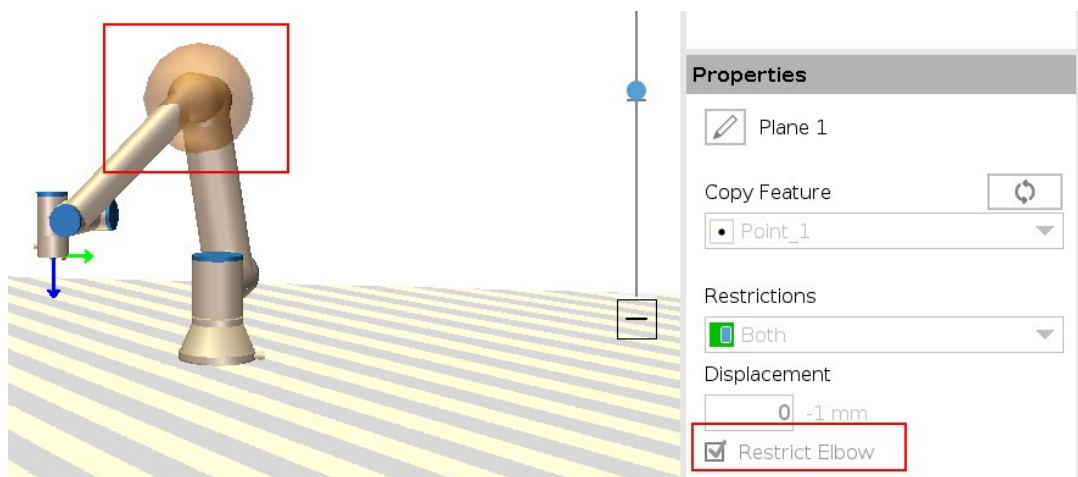 Properties
Plane 1
Copy Feature
Point_1
Restrictions
Both
Displacement
0 -1 mm
Restrict Elbow